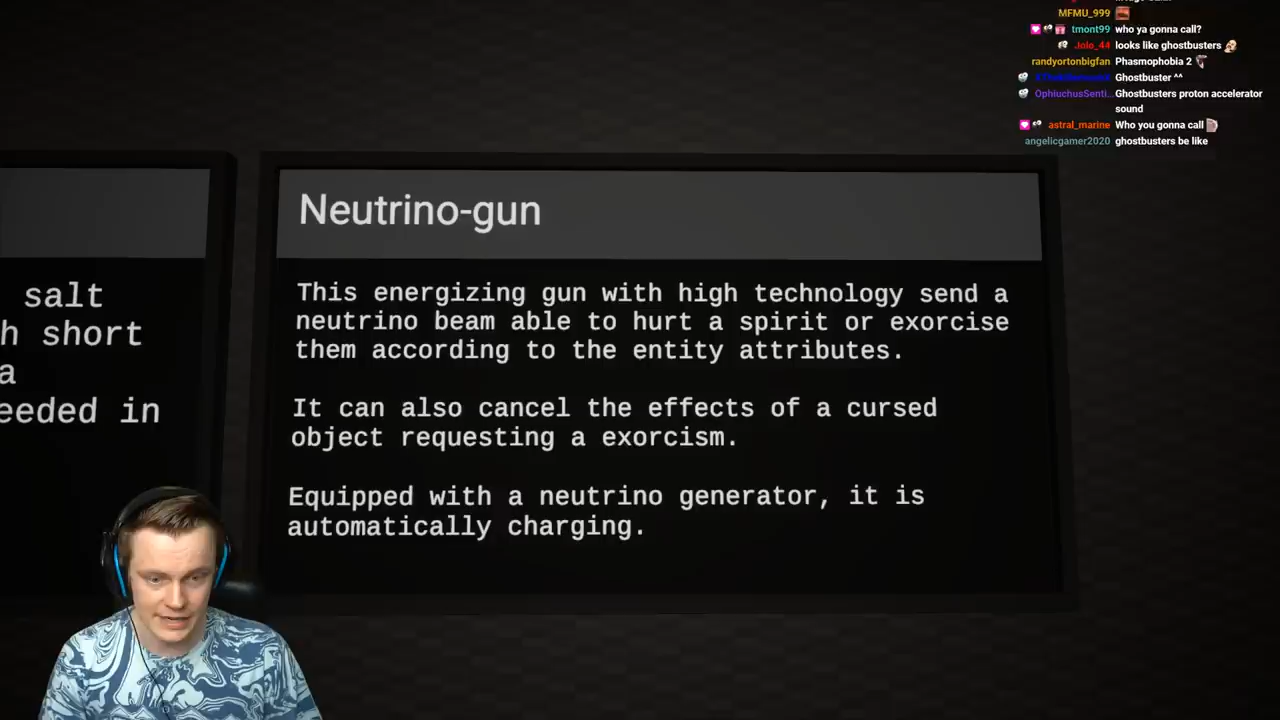 MFMU_999
tmont99 who ya gonna call?
Jolo_44 looks like ghostbusters
randyortonbigfan Phasmophobia 2
Ghostbuster ^^
OphiuchusSenti... Ghostbusters proton accelerator
sound
astral_marine Who you gonna call
angelicgamer2020 ghostbusters be like
salt
h short
a
eeded in
Neutrino-gun
This energizing gun with high technology send a
neutrino beam able to hurt a spirit or exorcise
them according to the entity attributes.
It can also cancel the effects of a cursed
object requesting a exorcism.
Equipped with a neutrino generator, it is
automatically charging.